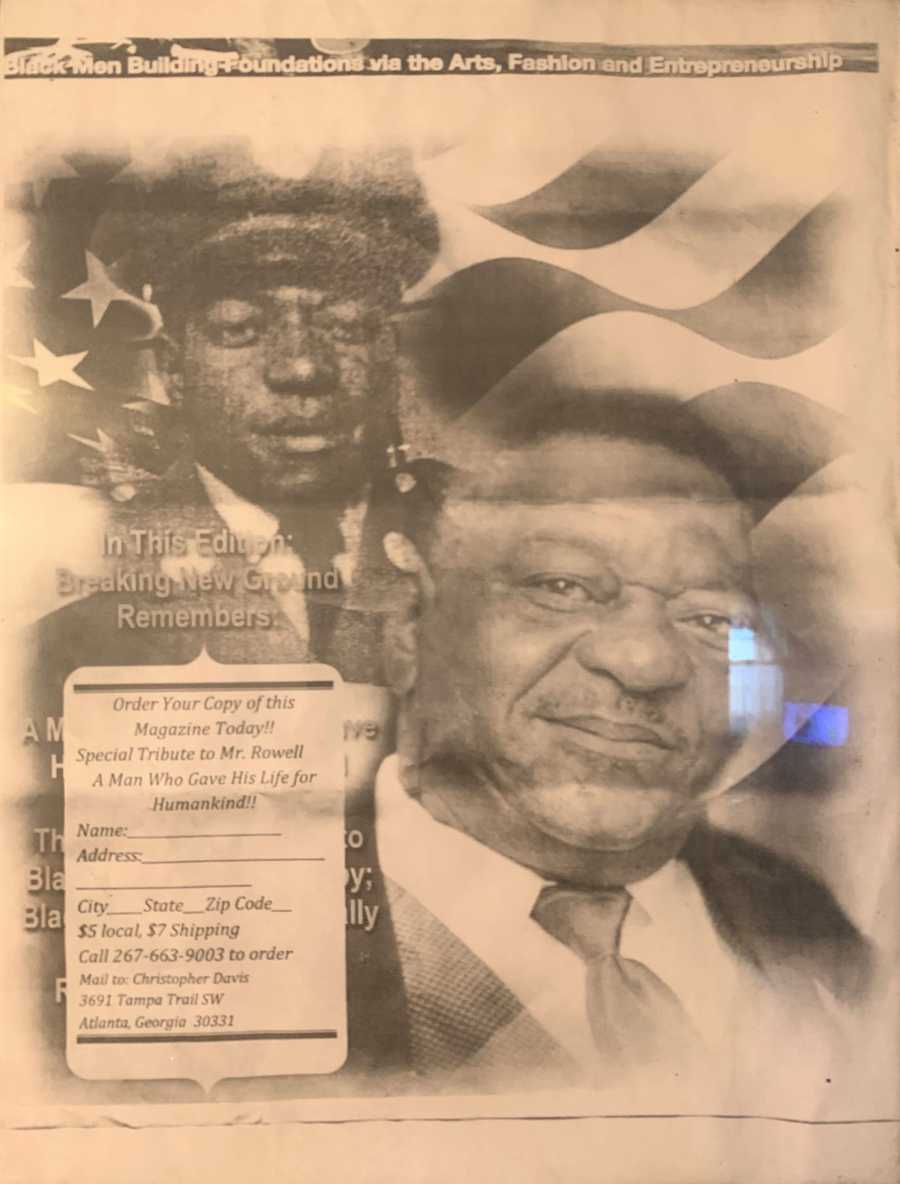 Black Men Building Foundations via the Arts, Fashion and Entrepreneurship
In This Edition:
Breaking New Ground
Remembers:
Order Your Copy of this
Magazine Today!!
Special Tribute to Mr. Rowell
A Man Who Gave His Life for
Humankind!!
Name:
Address:
City State Zip Code
$5 local, $7 Shipping
Call 267-663-9003 to order
Mail to: Christopher Davis
3691 Tampa Trail SW
Atlanta, Georgia 30331
A